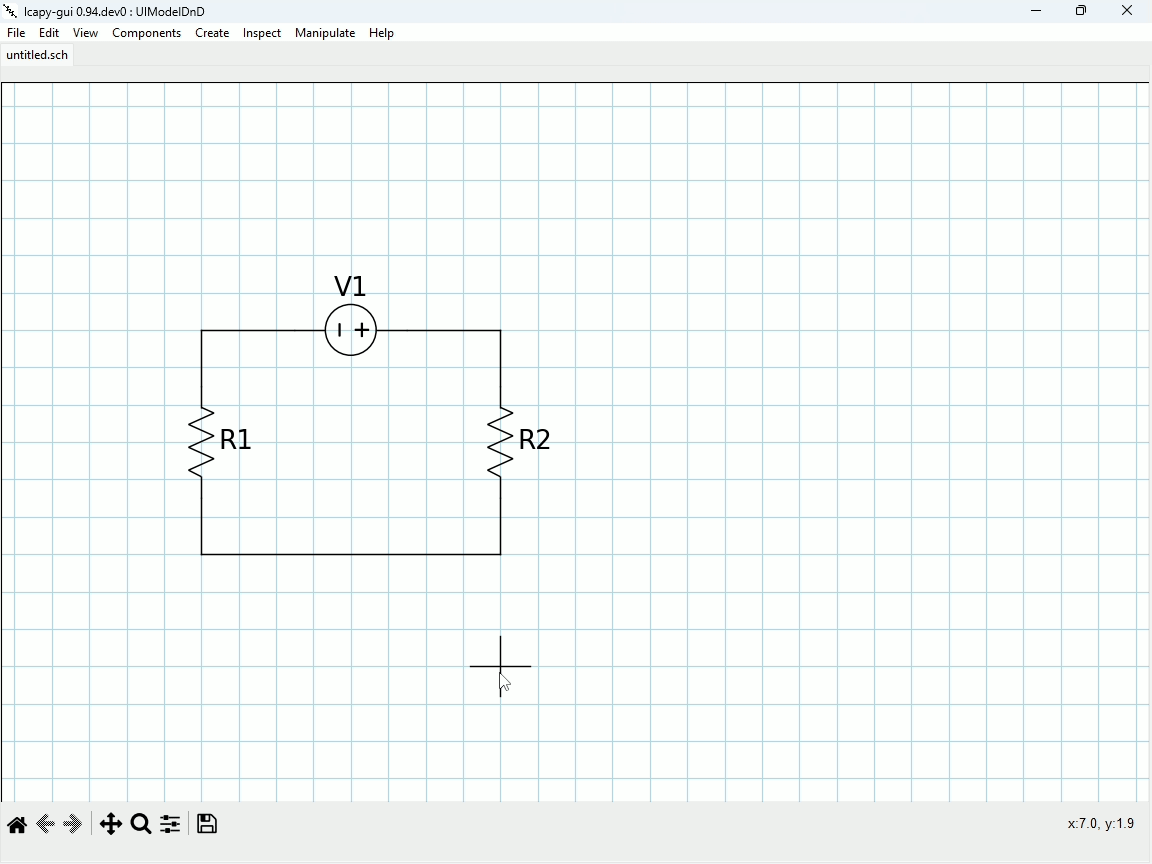 lcapy-gui 0.94.dev0 : UIModelDnD
File Edit View Components Create Inspect Manipulate Help
untitled.sch
V1
R1
R2
x:7.0, y:1.9